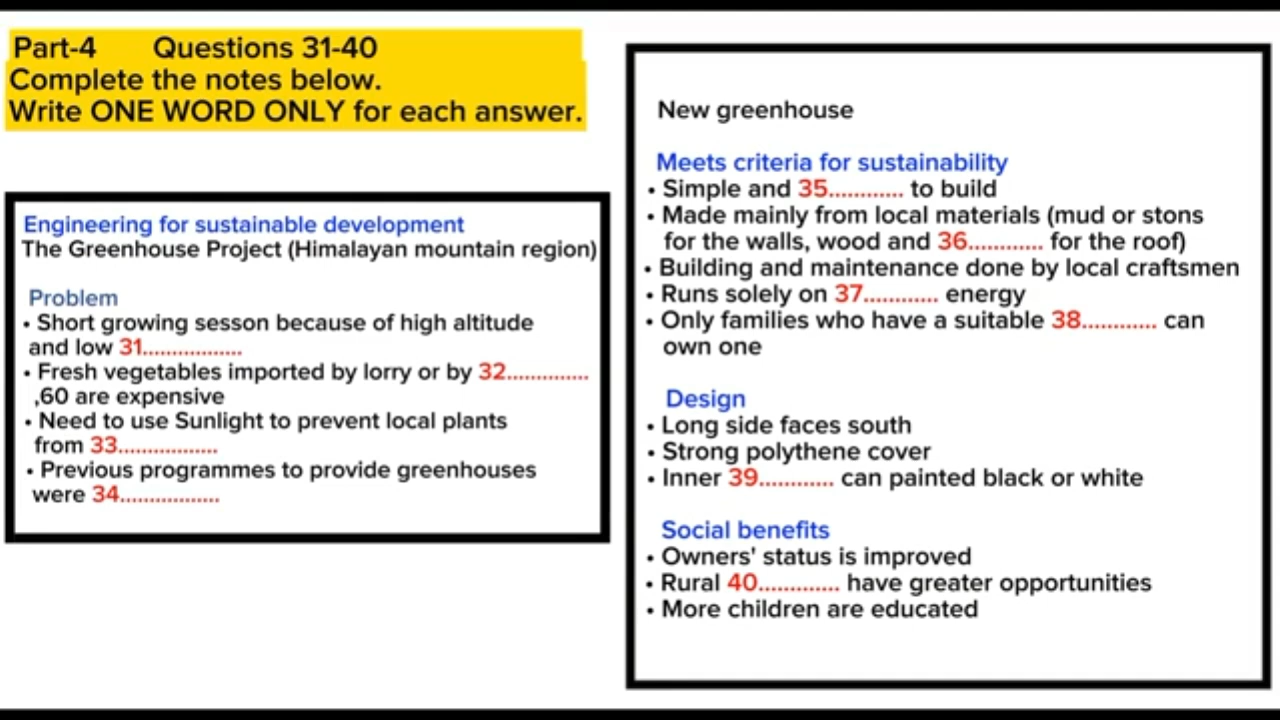 Part-4 Questions 31-40
Complete the notes below.
Write ONE WORD ONLY for each answer.
Engineering for sustainable development
The Greenhouse Project (Himalayan mountain region)
Problem
• Short growing sesson because of high altitude
and low 31.................
• Fresh vegetables imported by lorry or by 32..............
,60 are expensive
• Need to use Sunlight to prevent local plants
from 33.................
• Previous programmes to provide greenhouses
were 34.................
New greenhouse
Meets criteria for sustainability
• Simple and 35............ to build
• Made mainly from local materials (mud or stons
for the walls, wood and 36............ for the roof)
• Building and maintenance done by local craftsmen
• Runs solely on 37............ energy
• Only families who have a suitable 38............ can
own one
Design
• Long side faces south
• Strong polythene cover
• Inner 39............ can painted black or white
Social benefits
• Owners' status is improved
• Rural 40............. have greater opportunities
• More children are educated